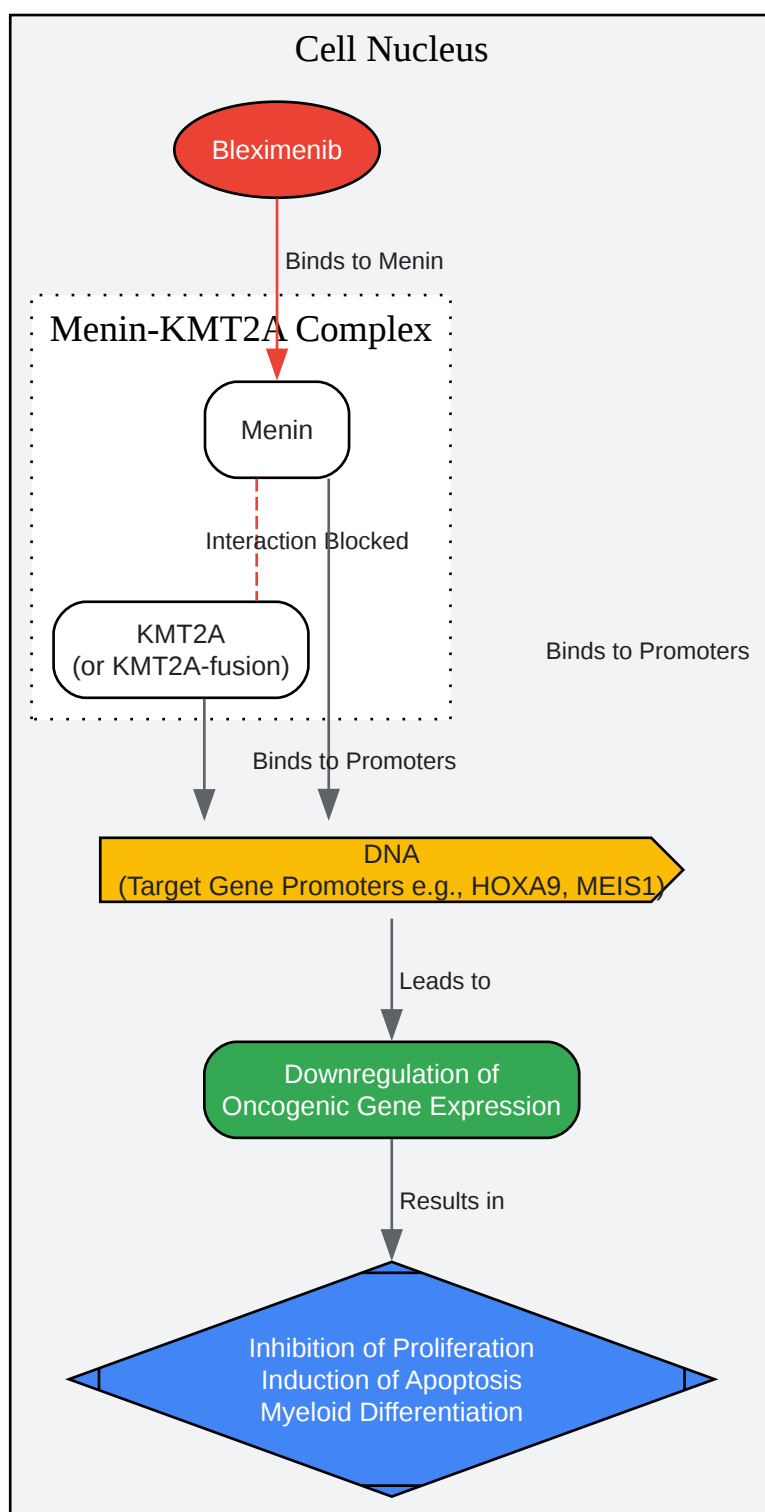 Cell Nucleus
Bleximenib
Binds to Menin
Menin-KMT2A Complex
Menin
Interaction Blocked
KMT2A
(or KMT2A-fusion)
Binds to Promoters
Binds to Promoters
DNA
(Target Gene Promoters e.g., HOXA9, MEIS1)
Leads to
Downregulation of
Oncogenic Gene Expression
Results in
Inhibition of Proliferation
Induction of Apoptosis
Myeloid Differentiation